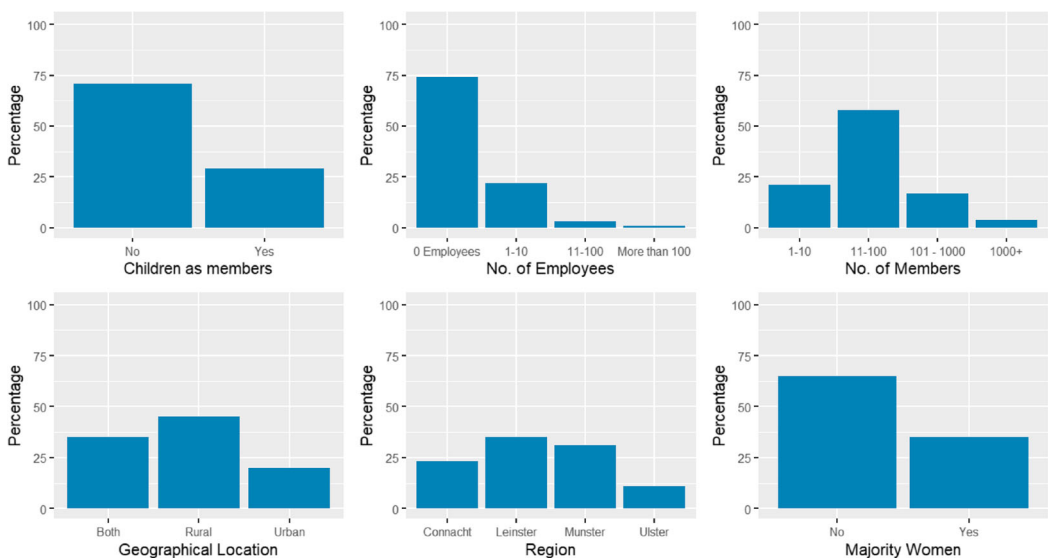 100
75
50
25
0
Percentage
No Yes
Children as members
100
75
50
25
0
Percentage
0 Employees 1-10 11-100 More than 100
No. of Employees
100
75
50
25
0
Percentage
1-10 11-100 101 - 1000 1000+
No. of Members
100
75
50
25
0
Percentage
Both Rural Urban
Geographical Location
100
75
50
25
0
Percentage
Connacht Leinster Munster Ulster
Region
100
75
50
25
0
Percentage
No Yes
Majority Women